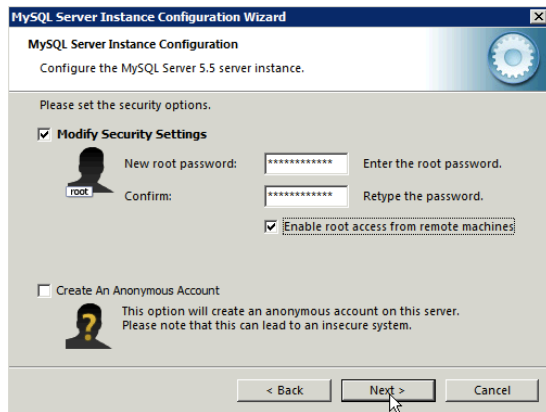 MySQL Server Instance Configuration Wizard
MySQL Server Instance Configuration
Configure the MySQL Server 5.5 server instance.
Please set the security options.
Modify Security Settings
root
New root password: ************ Enter the root password.
Confirm: ************ Retype the password.
Enable root access from remote machines
Create An Anonymous Account
This option will create an anonymous account on this server.
Please note that this can lead to an insecure system.
< Back Next > Cancel